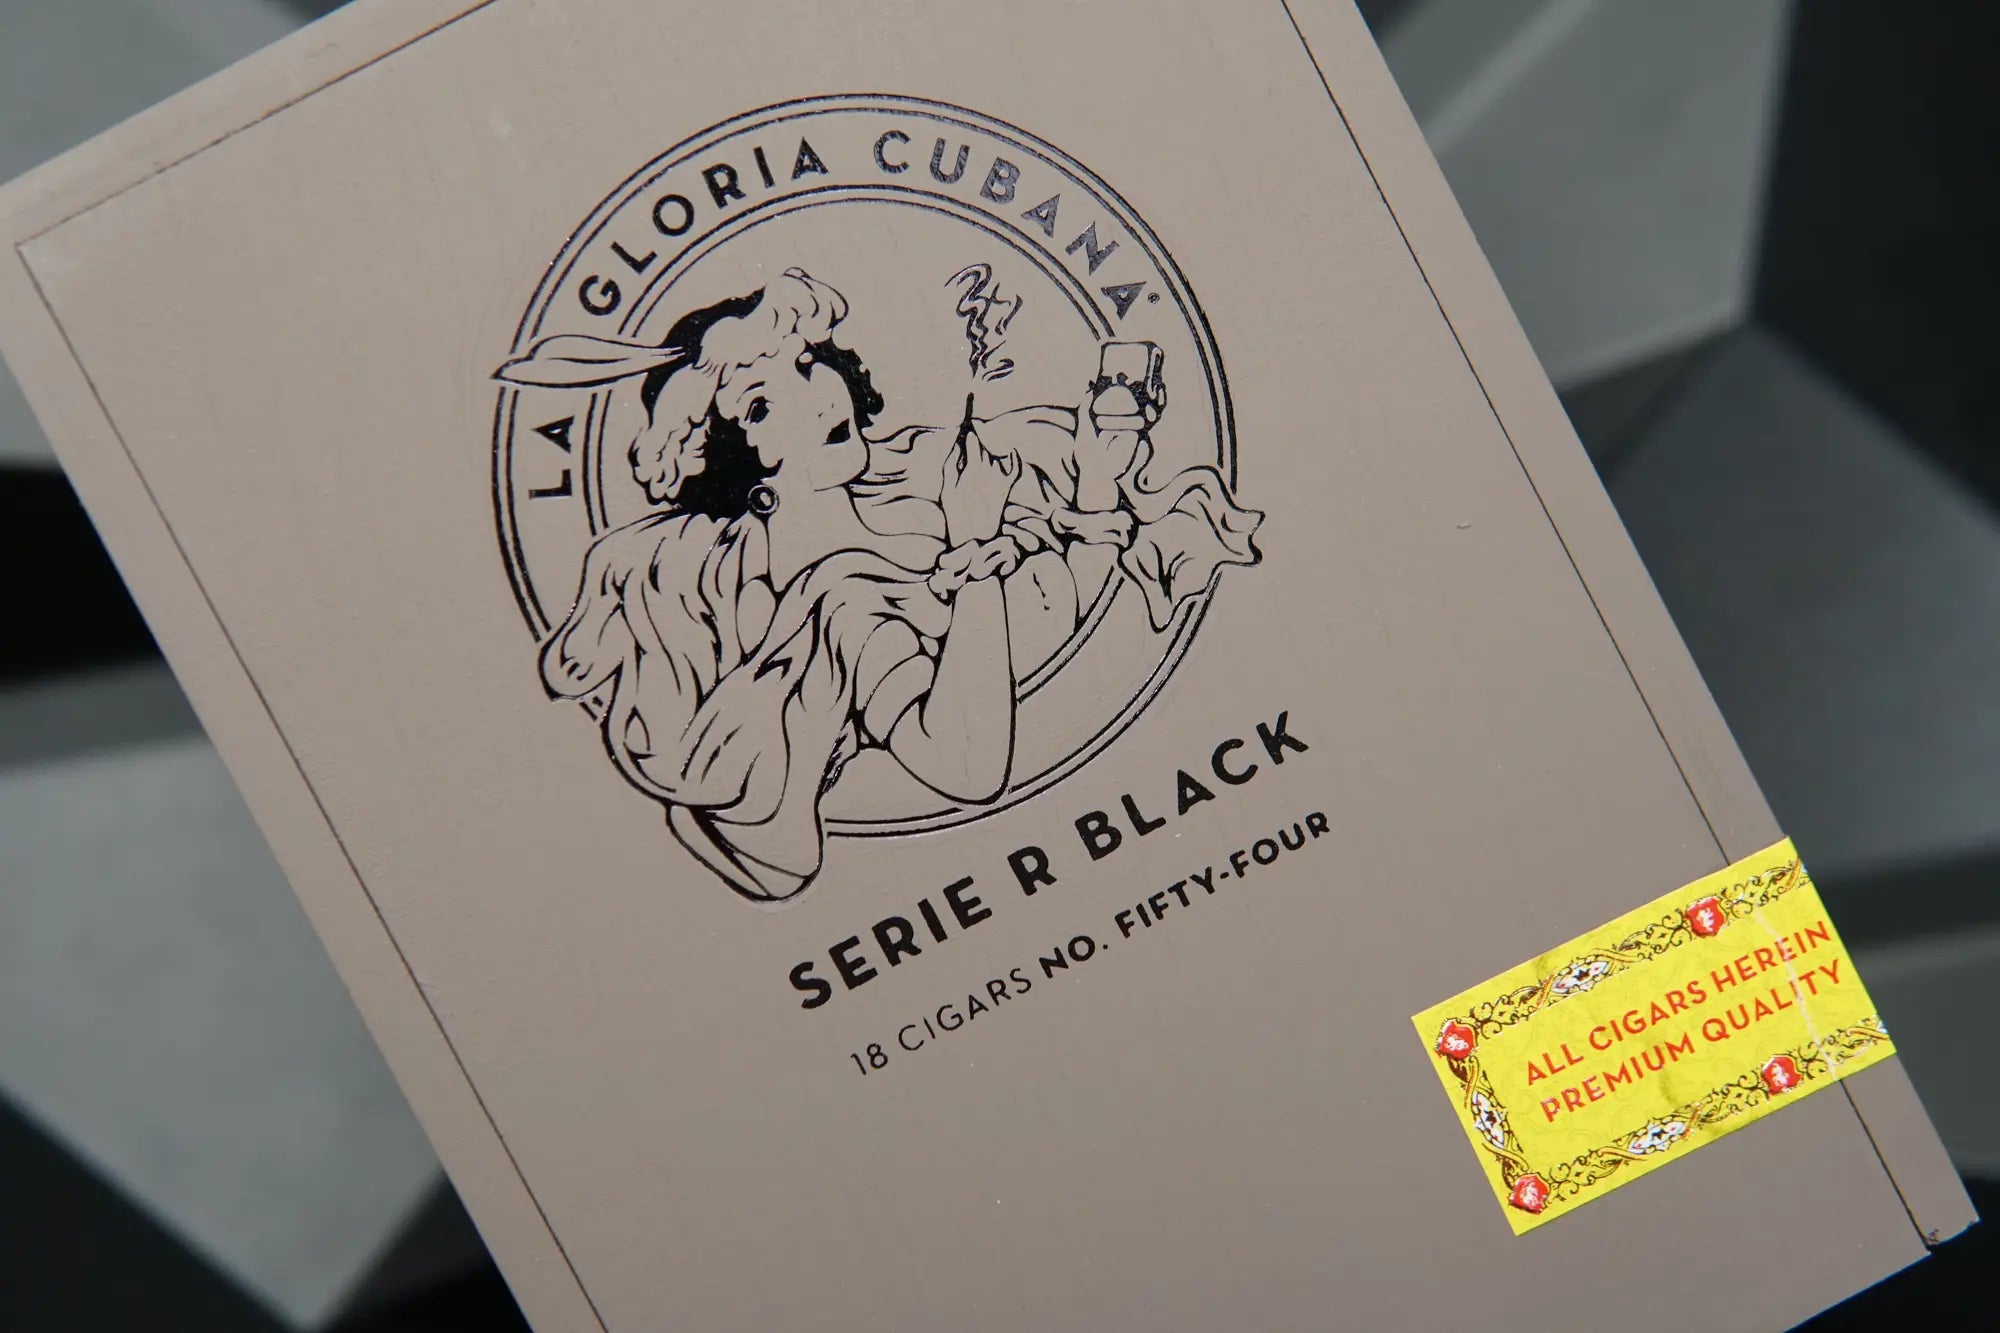 LA GLORIA CUBANA
SERIE R BLACK
18 CIGARS NO. FIFTY-FOUR
ALL CIGARS HEREIN
PREMIUM QUALITY